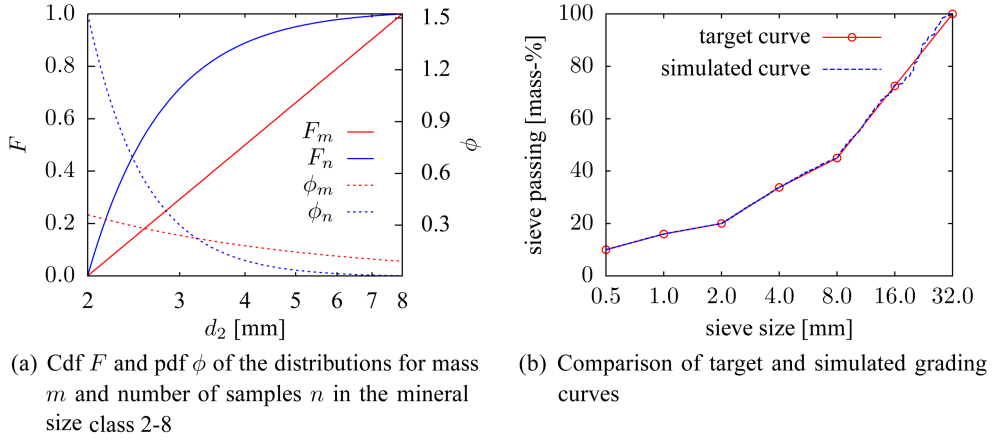 1.0
0.8
0.6
0.4
0.2
0.0
F
1.5
1.2
0.9
0.6
0.3
ϕ
F_m
F_n
ϕ_m
ϕ_n
2 3 4 5 6 7 8
d_2 [mm]
(a) Cdf F and pdf ϕ of the distributions for mass
m and number of samples n in the mineral
size class 2-8
100
80
60
40
20
0
sieve passing [mass-%]
target curve
simulated curve
0.5 1.0 2.0 4.0 8.0 16.0 32.0
sieve size [mm]
(b) Comparison of target and simulated grading
curves